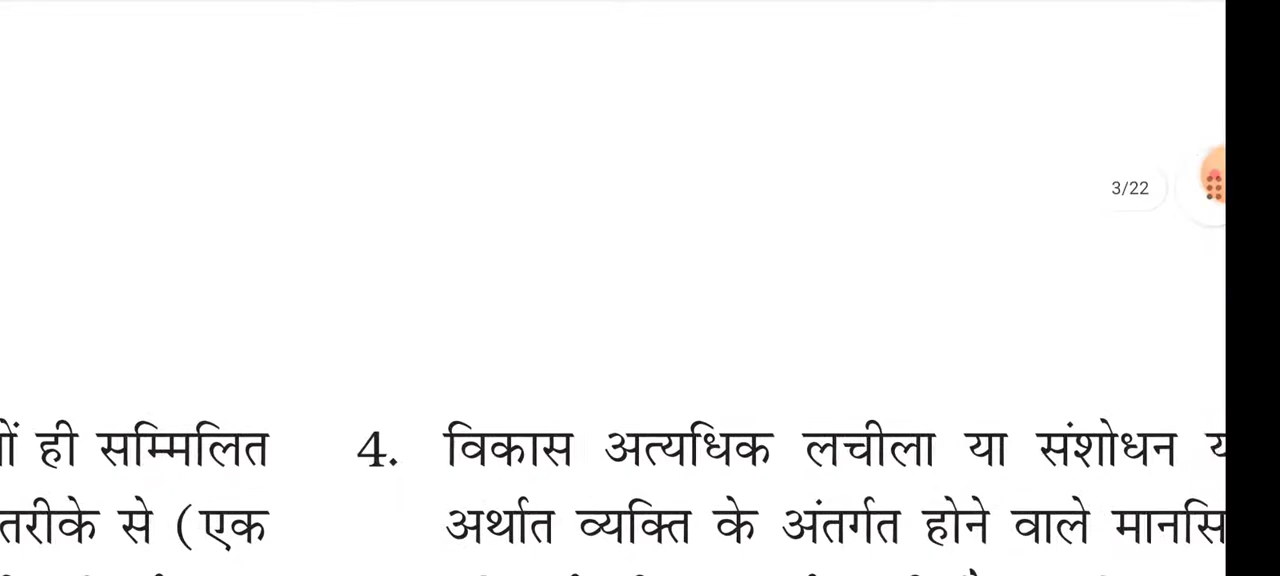 3/22
ही सम्मिलित
तरीके से (एक
4. विकास अत्यधिक लचीला या संशोधन
अर्थात व्यक्ति के अंतर्गत होने वाले